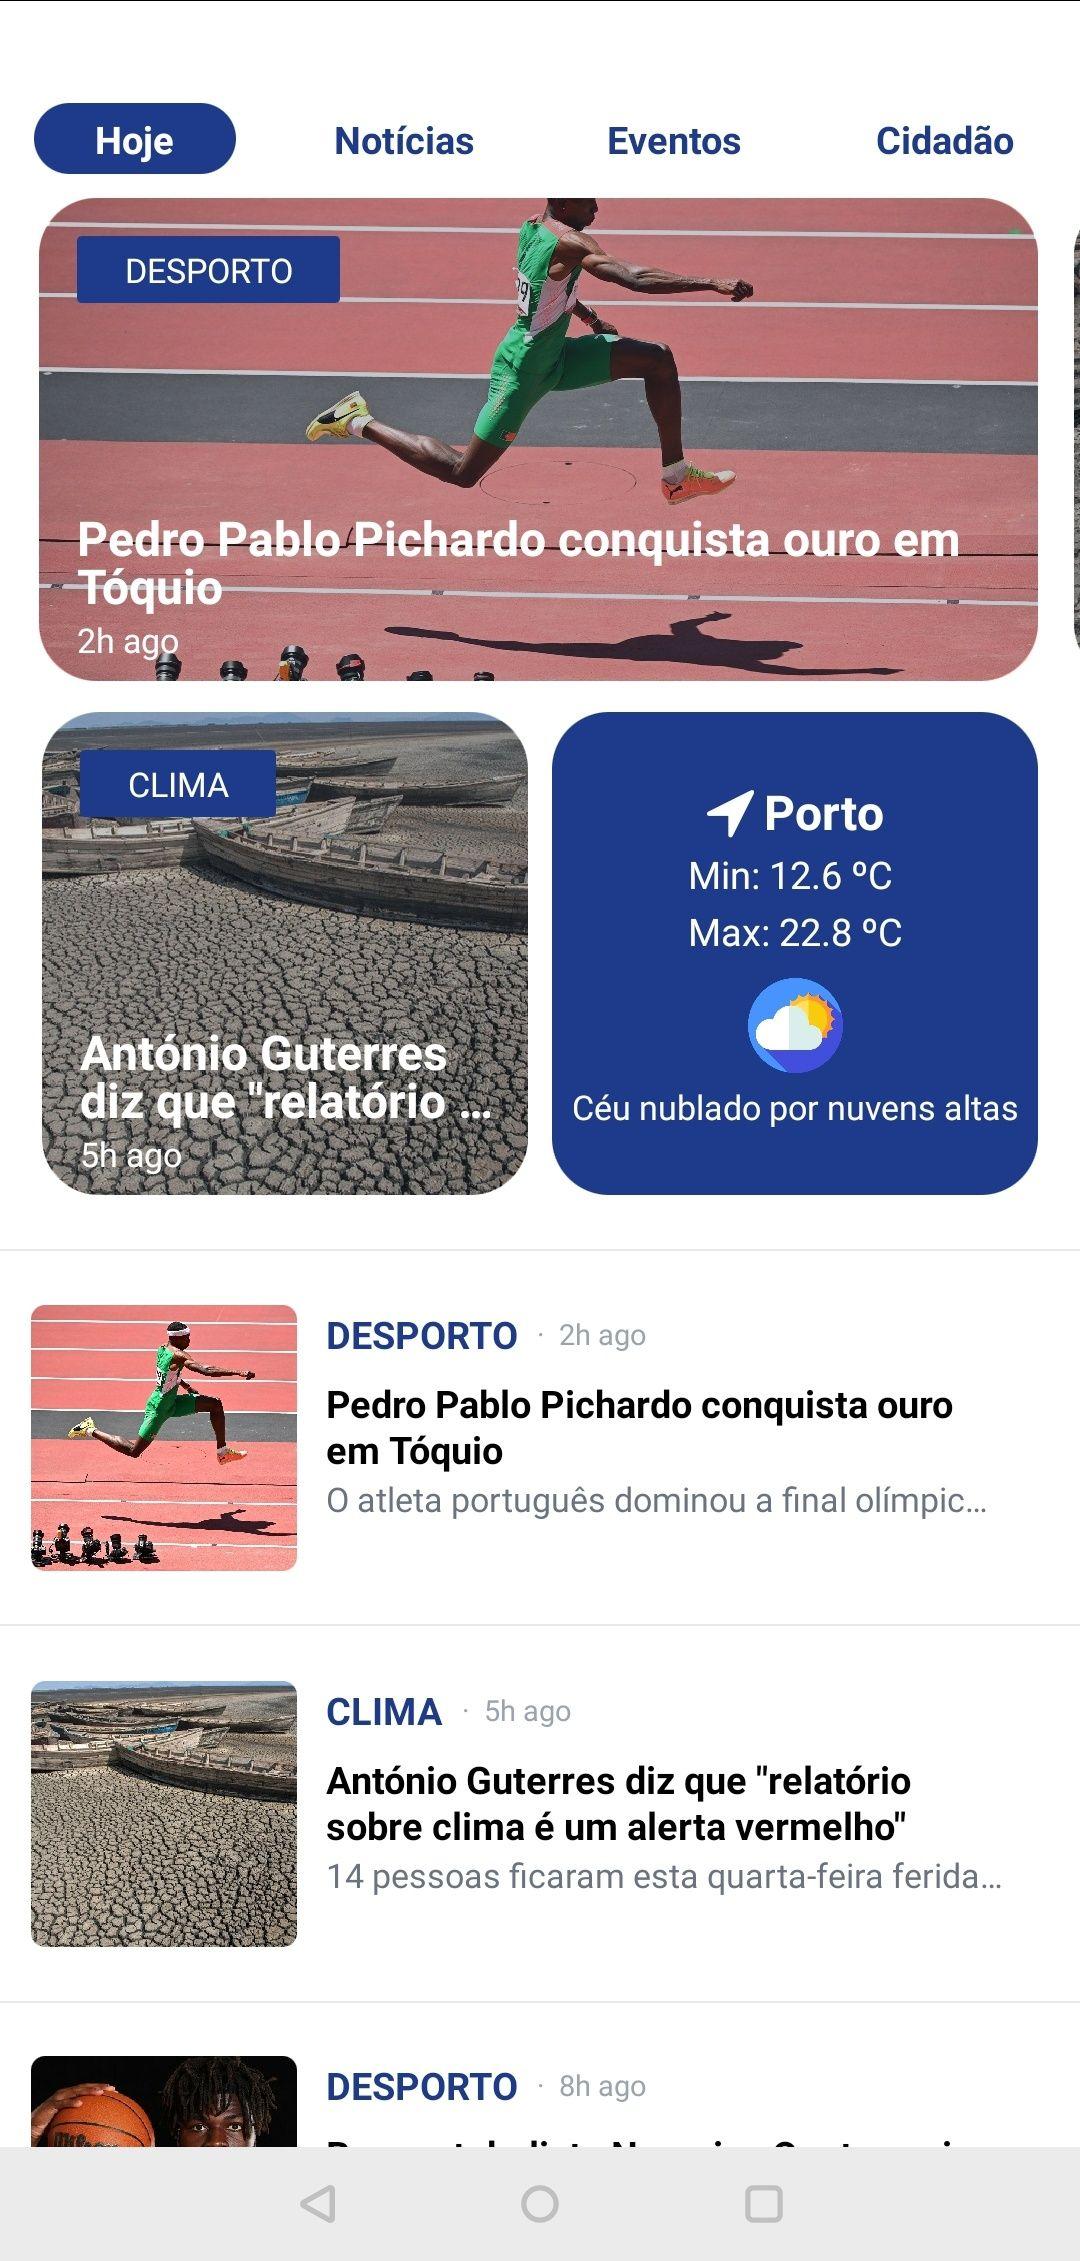 Hoje
Notícias
Eventos
Cidadão
DESPORTO
Pedro Pablo Pichardo conquista ouro em
Tóquio
2h ago
CLIMA
António Guterres
diz que "relatório ...
5h ago
Porto
Min: 12.6 ºC
Max: 22.8 ºC
Céu nublado por nuvens altas
DESPORTO · 2h ago
Pedro Pablo Pichardo conquista ouro
em Tóquio
O atleta português dominou a final olímpic...
CLIMA · 5h ago
António Guterres diz que "relatório
sobre clima é um alerta vermelho"
14 pessoas ficaram esta quarta-feira ferida...
DESPORTO · 8h ago